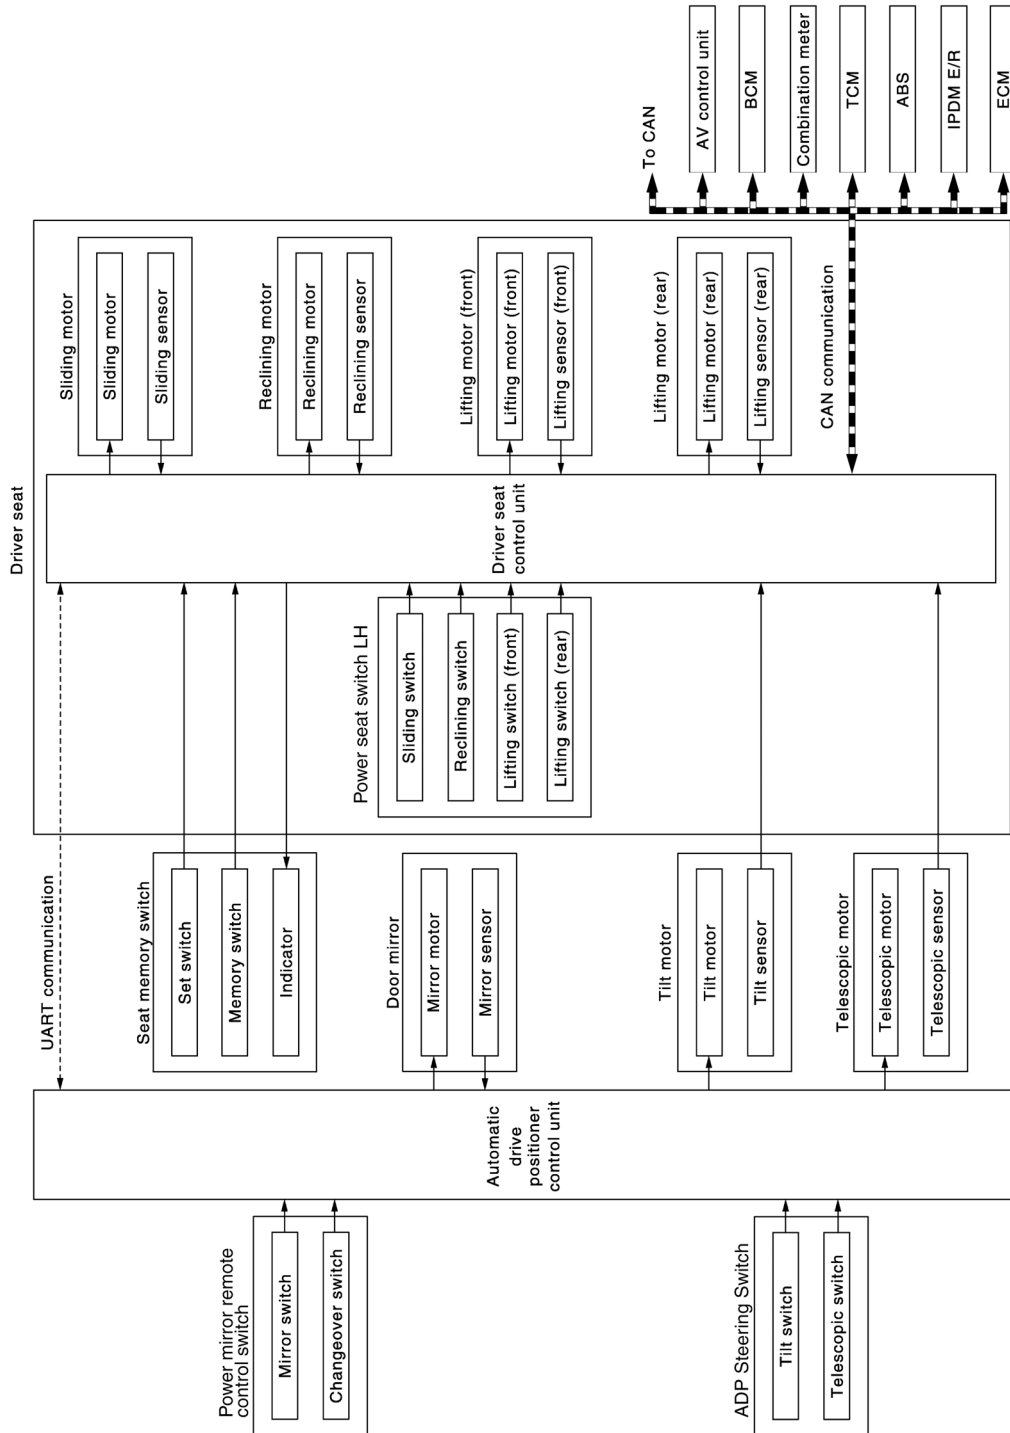 Power mirror remote
control switch
Mirror switch
Changeover switch
ADP Steering Switch
Tilt switch
Telescopic switch
Automatic
drive
positioner
control unit
UART communication
Seat memory switch
Set switch
Memory switch
Indicator
Door mirror
Mirror motor
Mirror sensor
Tilt motor
Tilt motor
Tilt sensor
Telescopic motor
Telescopic motor
Telescopic sensor
Driver seat
Power seat switch LH
Sliding switch
Reclining switch
Lifting switch (front)
Lifting switch (rear)
Driver seat
control unit
Sliding motor
Sliding motor
Sliding sensor
Reclining motor
Reclining motor
Reclining sensor
Lifting motor (front)
Lifting motor (front)
Lifting sensor (front)
Lifting motor (rear)
Lifting motor (rear)
Lifting sensor (rear)
CAN communication
To CAN
AV control unit
BCM
Combination meter
TCM
ABS
IPDM E/R
ECM